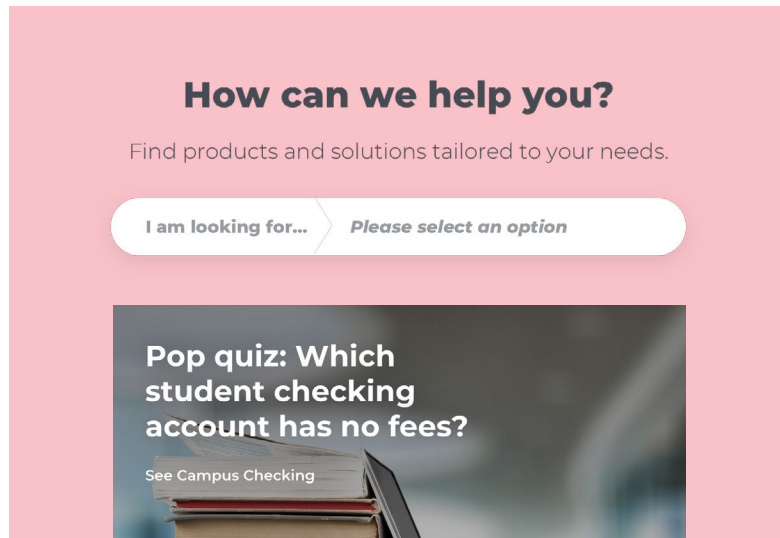 How can we help you?
Find products and solutions tailored to your needs.
I am looking for... Please select an option
Pop quiz: Which
student checking
account has no fees?
See Campus Checking